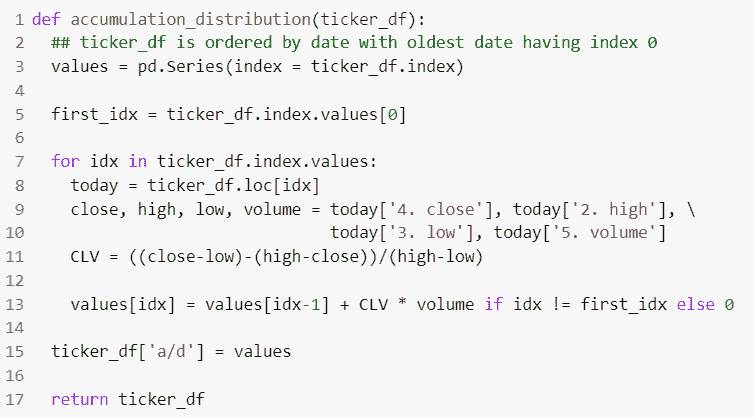 1 def accumulation_distribution(ticker_df):
2   ## ticker_df is ordered by date with oldest date having index 0
3   values = pd.Series(index = ticker_df.index)
4
5   first_idx = ticker_df.index.values[0]
6
7   for idx in ticker_df.index.values:
8     today = ticker_df.loc[idx]
9     close, high, low, volume = today['4. close'], today['2. high'], \
10                                today['3. low'], today['5. volume']
11     CLV = ((close-low)-(high-close))/(high-low)
12
13     values[idx] = values[idx-1] + CLV * volume if idx != first_idx else 0
14
15   ticker_df['a/d'] = values
16
17   return ticker_df